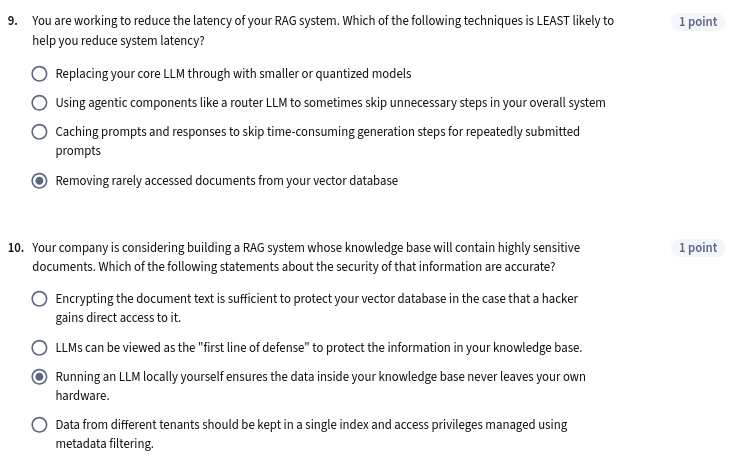 9. You are working to reduce the latency of your RAG system. Which of the following techniques is LEAST likely to 1 point
help you reduce system latency?
Replacing your core LLM through with smaller or quantized models
Using agentic components like a router LLM to sometimes skip unnecessary steps in your overall system
Caching prompts and responses to skip time-consuming generation steps for repeatedly submitted
prompts
Removing rarely accessed documents from your vector database
10. Your company is considering building a RAG system whose knowledge base will contain highly sensitive 1 point
documents. Which of the following statements about the security of that information are accurate?
Encrypting the document text is sufficient to protect your vector database in the case that a hacker
gains direct access to it.
LLMs can be viewed as the "first line of defense" to protect the information in your knowledge base.
Running an LLM locally yourself ensures the data inside your knowledge base never leaves your own
hardware.
Data from different tenants should be kept in a single index and access privileges managed using
metadata filtering.